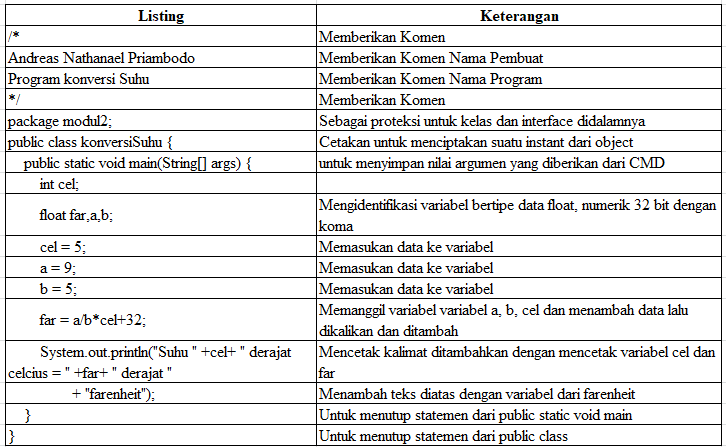 Listing Keterangan
/* Memberikan Komen
Andreas Nathanael Priambodo Memberikan Komen Nama Pembuat
Program konversi Suhu Memberikan Komen Nama Program
*/ Memberikan Komen
package modul2; Sebagai proteksi untuk kelas dan interface didalamnya
public class konversiSuhu { Cetakan untuk menciptakan suatu instant dari object
public static void main(String[] args) { untuk menyimpan nilai argumen yang diberikan dari CMD
int cel;
float far,a,b; Mengidentifikasi variabel bertipe data float, numerik 32 bit dengan
koma
cel = 5; Memasukan data ke variabel
a = 9; Memasukan data ke variabel
b = 5; Memasukan data ke variabel
far = a/b*cel+32; Memanggil variabel variabel a, b, cel dan menambah data lalu
dikalikan dan ditambah
System.out.println("Suhu " +cel+ " derajat Mencetak kalimat ditambahkan dengan mencetak variabel cel dan
celcius = " +far+ " derajat " far
+ "farenheit"); Menambah teks diatas dengan variabel dari farenheit
} Untuk menutup statemen dari public static void main
} Untuk menutup statemen dari public class